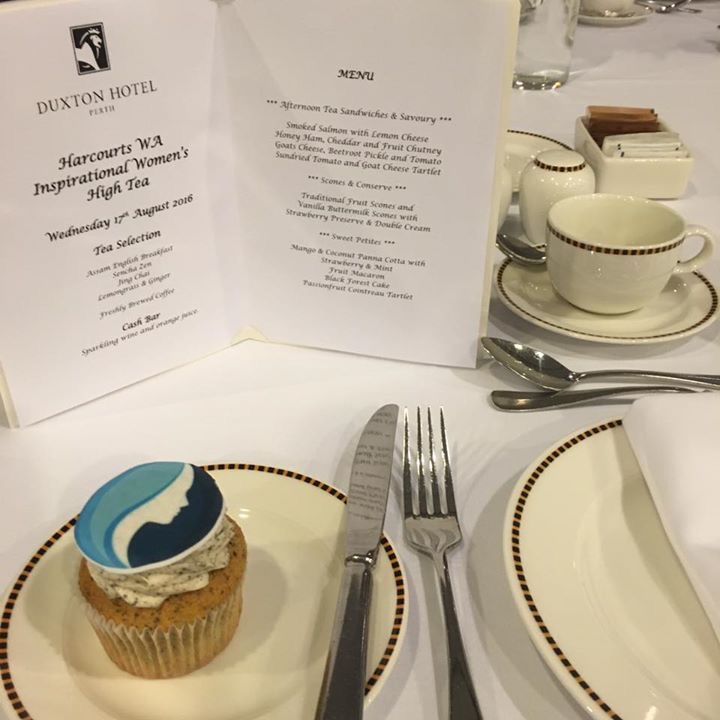 DUXTON HOTEL
PERTH
Harcourts WA
Inspirational Women's
High Tea
Wednesday 17th August 2016
Tea Selection
Assam English Breakfast
Sencha Zen
Jing Chai
Lemongrass & Ginger
Freshly Brewed Coffee
Cash Bar
Sparkling wine and orange juice.
MENU
*** Afternoon Tea Sandwiches & Savoury ***
Smoked Salmon with Lemon Cheese
Honey Ham, Cheddar and Fruit Chutney
Goats Cheese, Beetroot Pickle and Tomato
Sundried Tomato and Goat Cheese Tartlet
*** Scones & Conserve ***
Traditional Fruit Scones and
Vanilla Buttermilk Scones with
Strawberry Preserve & Double Cream
*** Sweet Petites ***
Mango & Coconut Panna Cotta with
Strawberry & Mint
Fruit Macaron
Black Forest Cake
Passionfruit Cointreau Tartlet